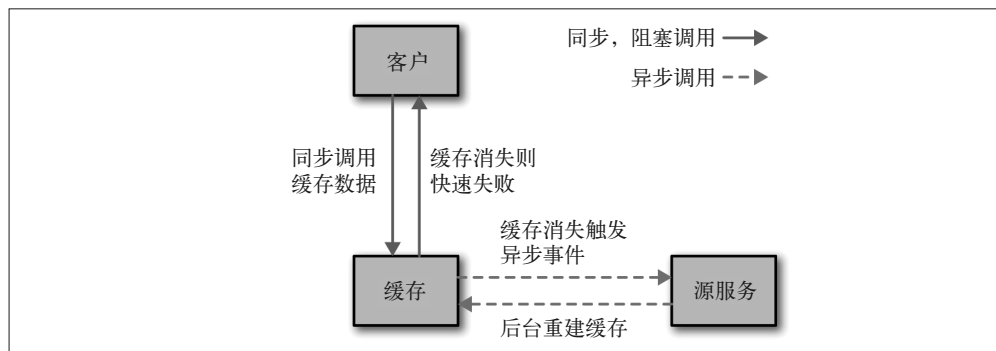 客户
同步，阻塞调用
异步调用
同步调用
缓存数据
缓存消失则
快速失败
缓存消失触发
异步事件
缓存
源服务
后台重建缓存